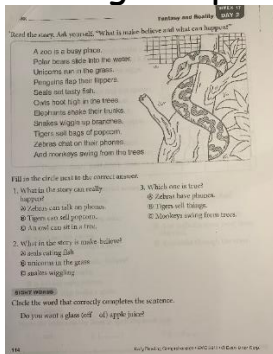 WEEK 17
Fantasy and Reality DAY 3
Read the story. Ask yourself, "What is make believe and what can happen?"
A zoo is a busy place.
Polar bears slide into the water.
Unicorns run in the grass.
Penguins flap their flippers.
Seals eat tasty fish.
Owls hoot high in the trees.
Elephants shake their trunks.
Snakes wiggle up branches.
Tigers sell bags of popcorn.
Zebras chat on their phones.
And monkeys swing from the trees.
Fill in the circle next to the correct answer.
1. What in the story can really
happen?
Ⓐ Zebras can talk on phones.
Ⓑ Tigers can sell popcorn.
Ⓒ An owl can sit in a tree.
2. What in the story is make believe?
Ⓐ seals eating fish
Ⓑ unicorns in the grass
Ⓒ snakes wiggling
3. Which one is true?
Ⓐ Zebras have phones.
Ⓑ Tigers sell things.
Ⓒ Monkeys swing from trees.
SIGHT WORDS
Circle the word that correctly completes the sentence.
Do you want a glass (off of) apple juice?